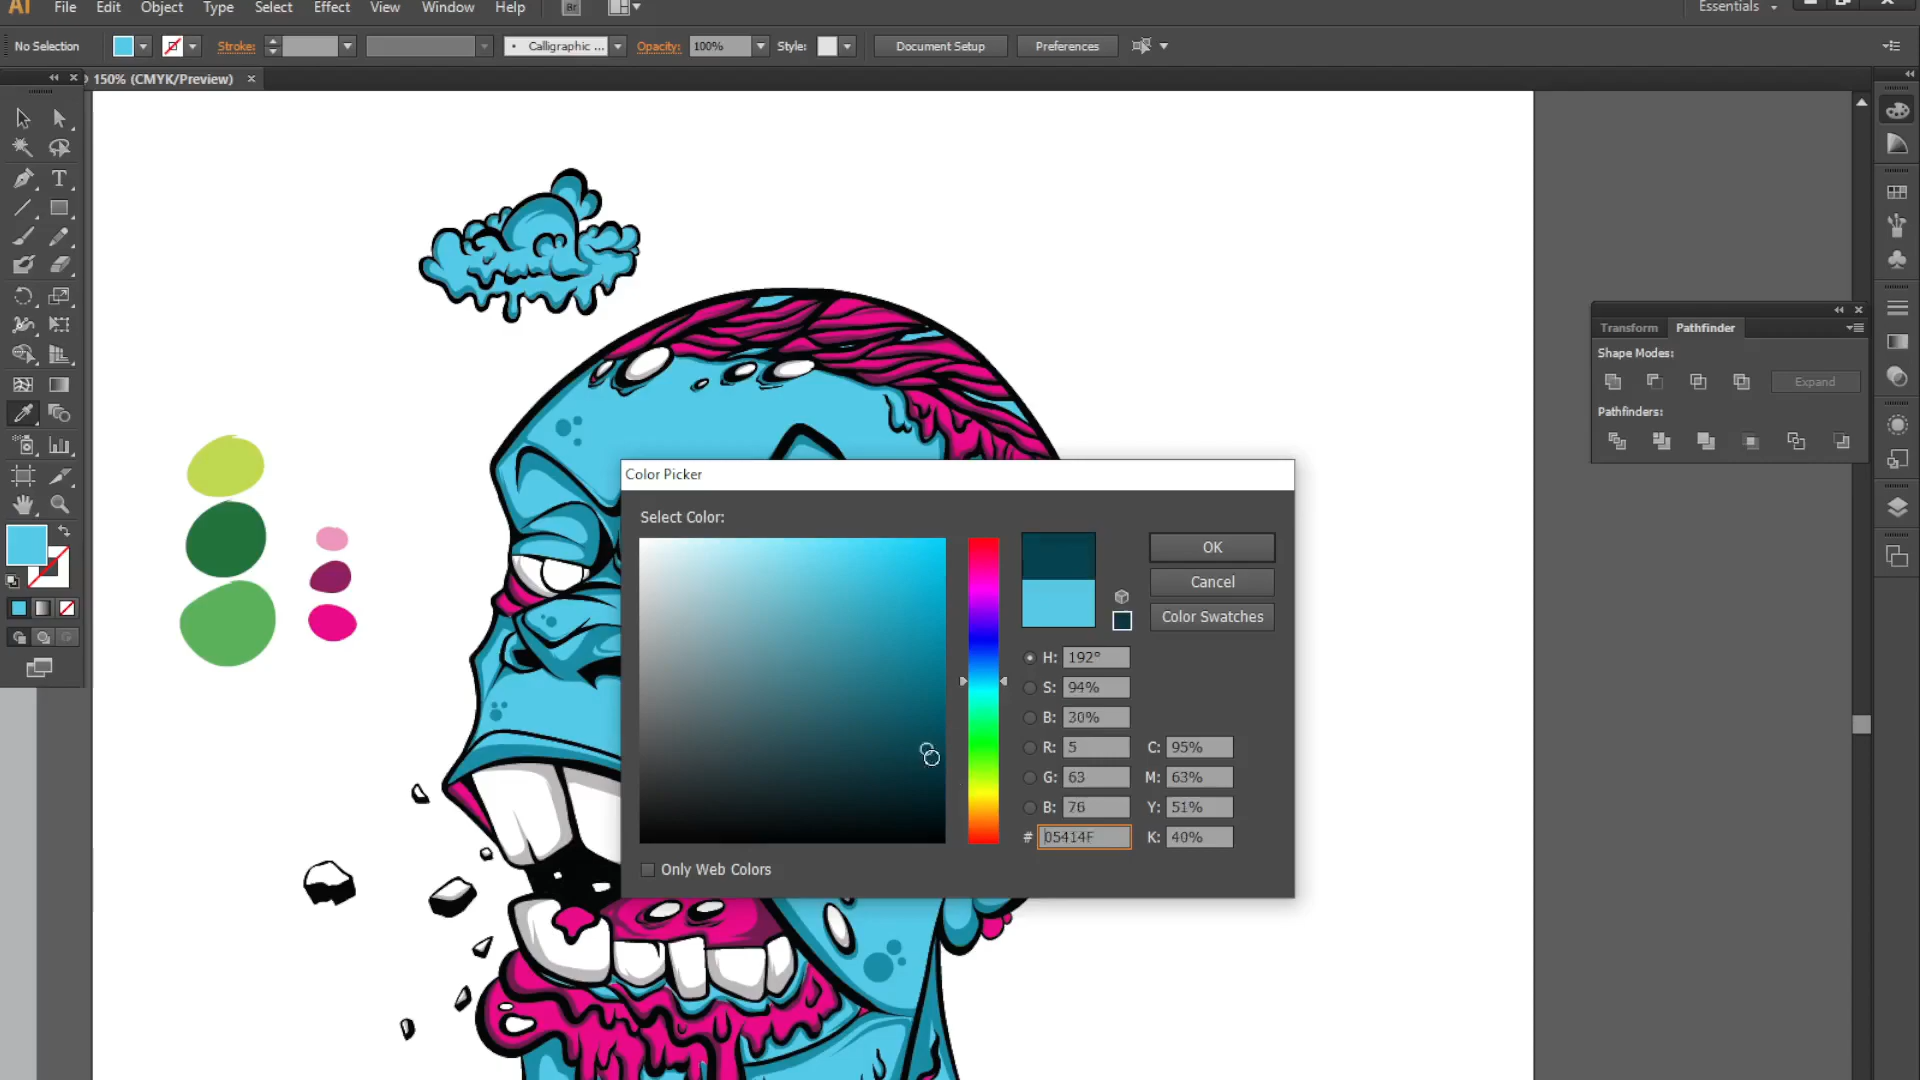 Ai File Edit Object Type Select Effect View Window Help Br Essentials
No Selection Stroke: Calligraphic ... Opacity: 100% Style: Document Setup Preferences
150% (CMYK/Preview) ×
Transform Pathfinder
Shape Modes:
Expand
Pathfinders:
Color Picker
Select Color:
OK
Cancel
Color Swatches
H: 192°
S: 94%
B: 30%
R: 5 C: 95%
G: 63 M: 63%
B: 76 Y: 51%
# 05414F K: 40%
Only Web Colors